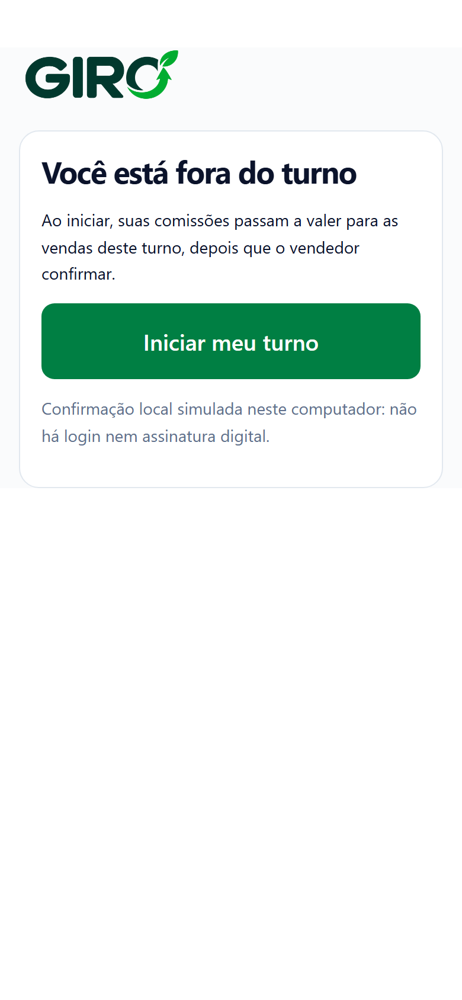 GIRO
Você está fora do turno
Ao iniciar, suas comissões passam a valer para as
vendas deste turno, depois que o vendedor
confirmar.
Iniciar meu turno
Confirmação local simulada neste computador: não
há login nem assinatura digital.